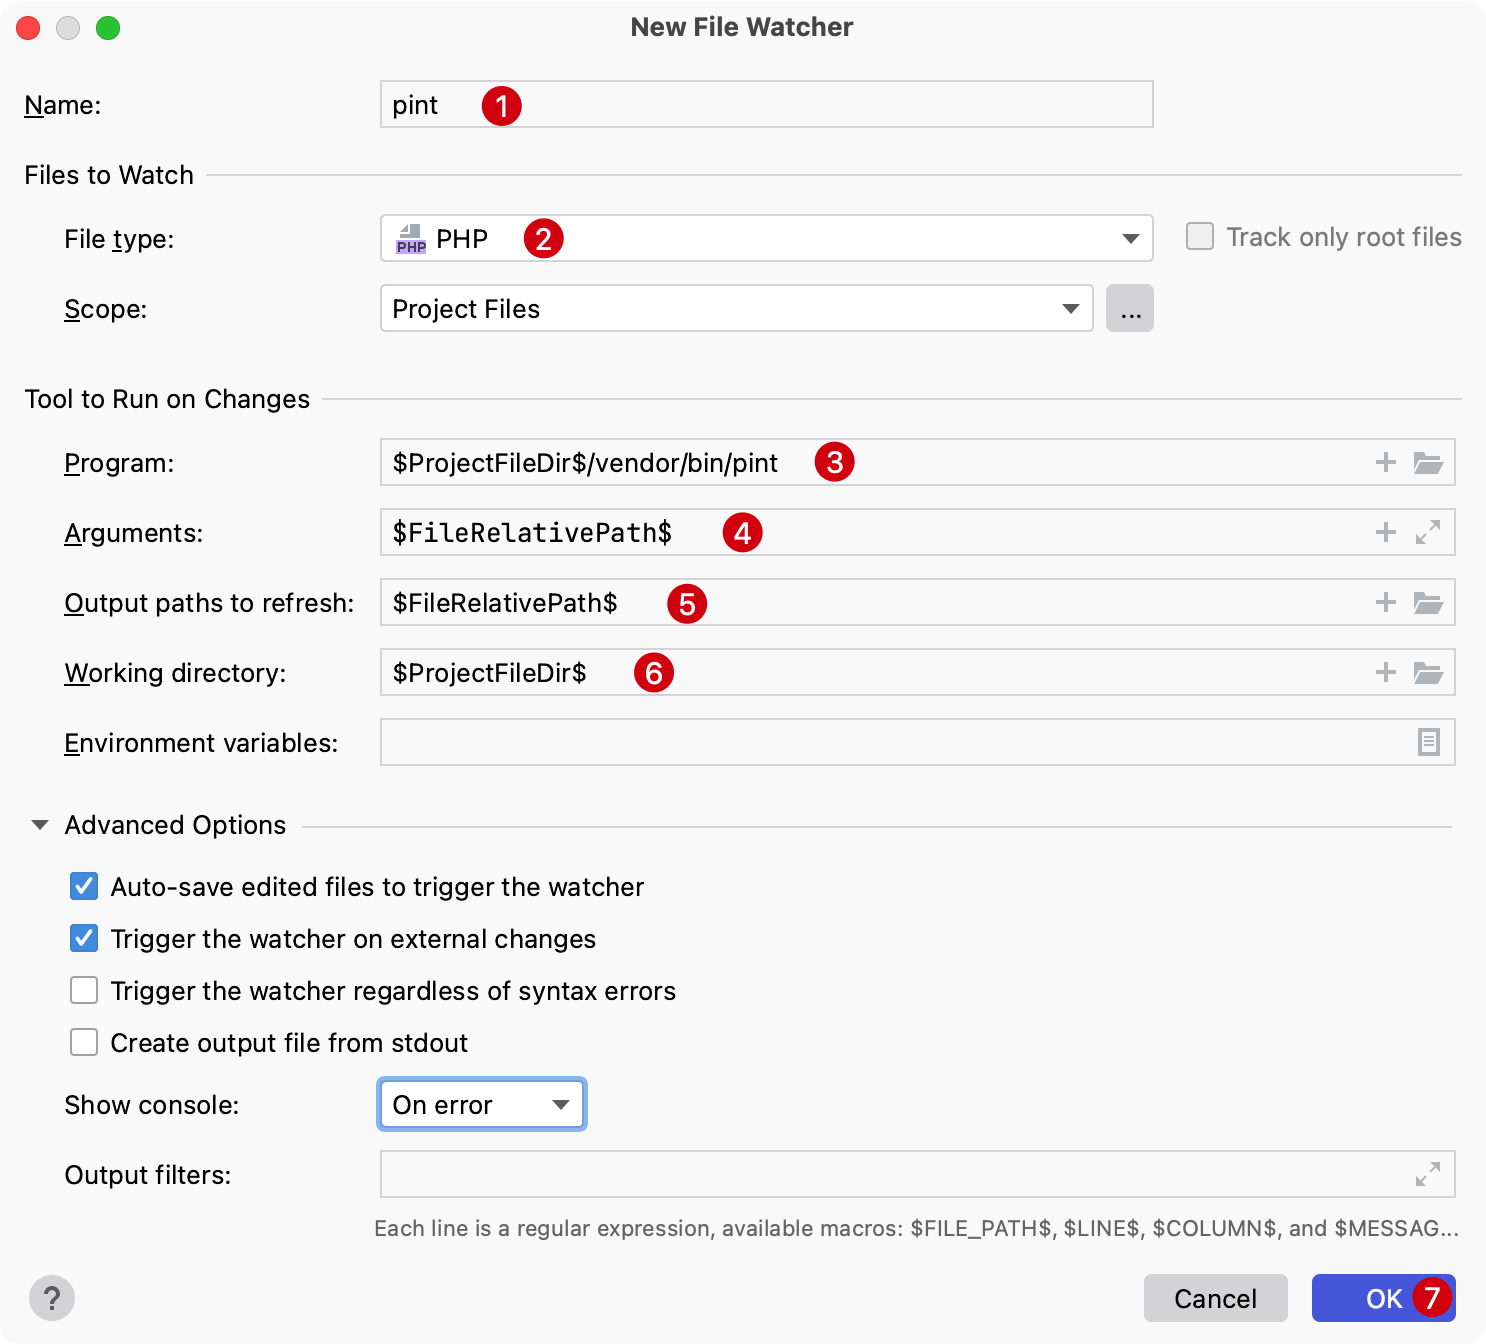 New File Watcher
Name: pint 1
Files to Watch
File type: PHP PHP 2 Track only root files
Scope: Project Files ...
Tool to Run on Changes
Program: $ProjectFileDir$/vendor/bin/pint 3
Arguments: $FileRelativePath$ 4
Output paths to refresh: $FileRelativePath$ 5
Working directory: $ProjectFileDir$ 6
Environment variables:
Advanced Options
Auto-save edited files to trigger the watcher
Trigger the watcher on external changes
Trigger the watcher regardless of syntax errors
Create output file from stdout
Show console: On error
Output filters:
Each line is a regular expression, available macros: $FILE_PATH$, $LINE$, $COLUMN$, and $MESSAG...
? Cancel OK 7